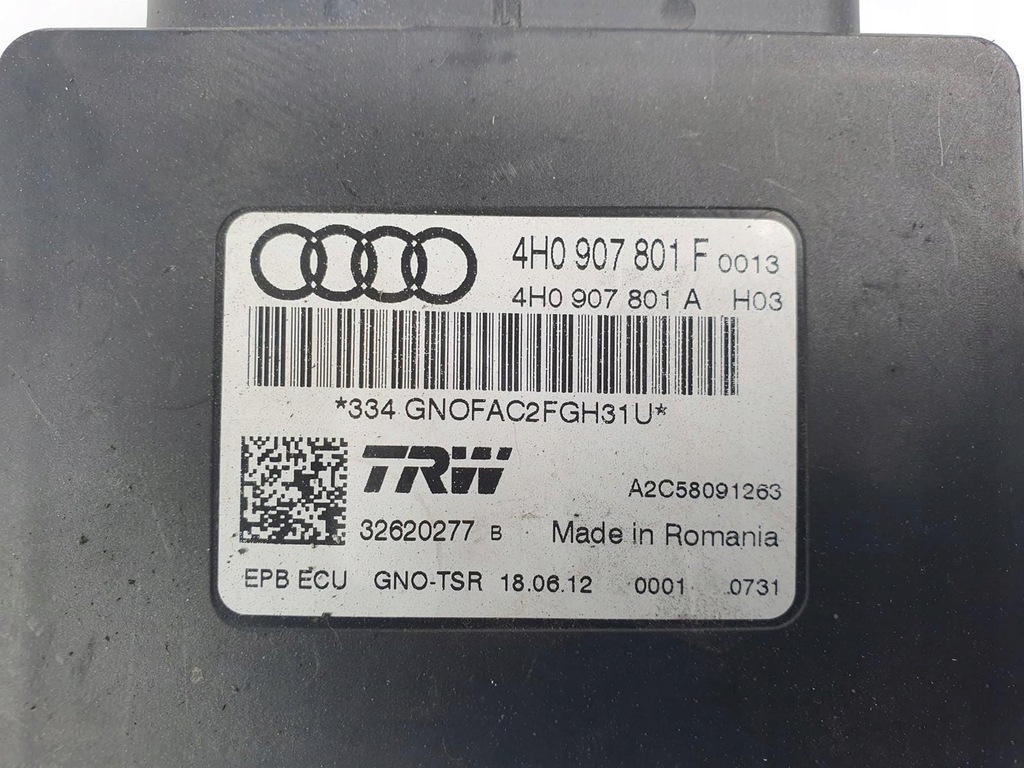 4H0 907 801 F 0013
4H0 907 801 A H03
*334 GNOFAC2FGH31U*
TRW
A2C58091263
32620277 B Made in Romania
EPB ECU GNO-TSR 18.06.12 0001 0731